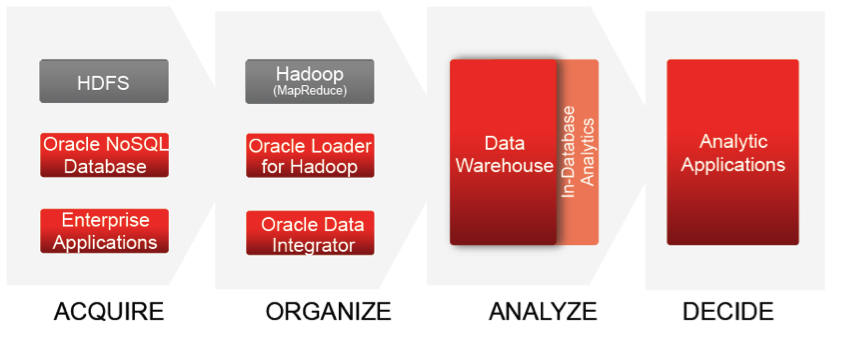 HDFS
Oracle NoSQL
Database
Enterprise
Applications
Hadoop
(MapReduce)
Oracle Loader
for Hadoop
Oracle Data
Integrator
Data
Warehouse
In-Database
Analytics
Analytic
Applications
ACQUIRE
ORGANIZE
ANALYZE
DECIDE